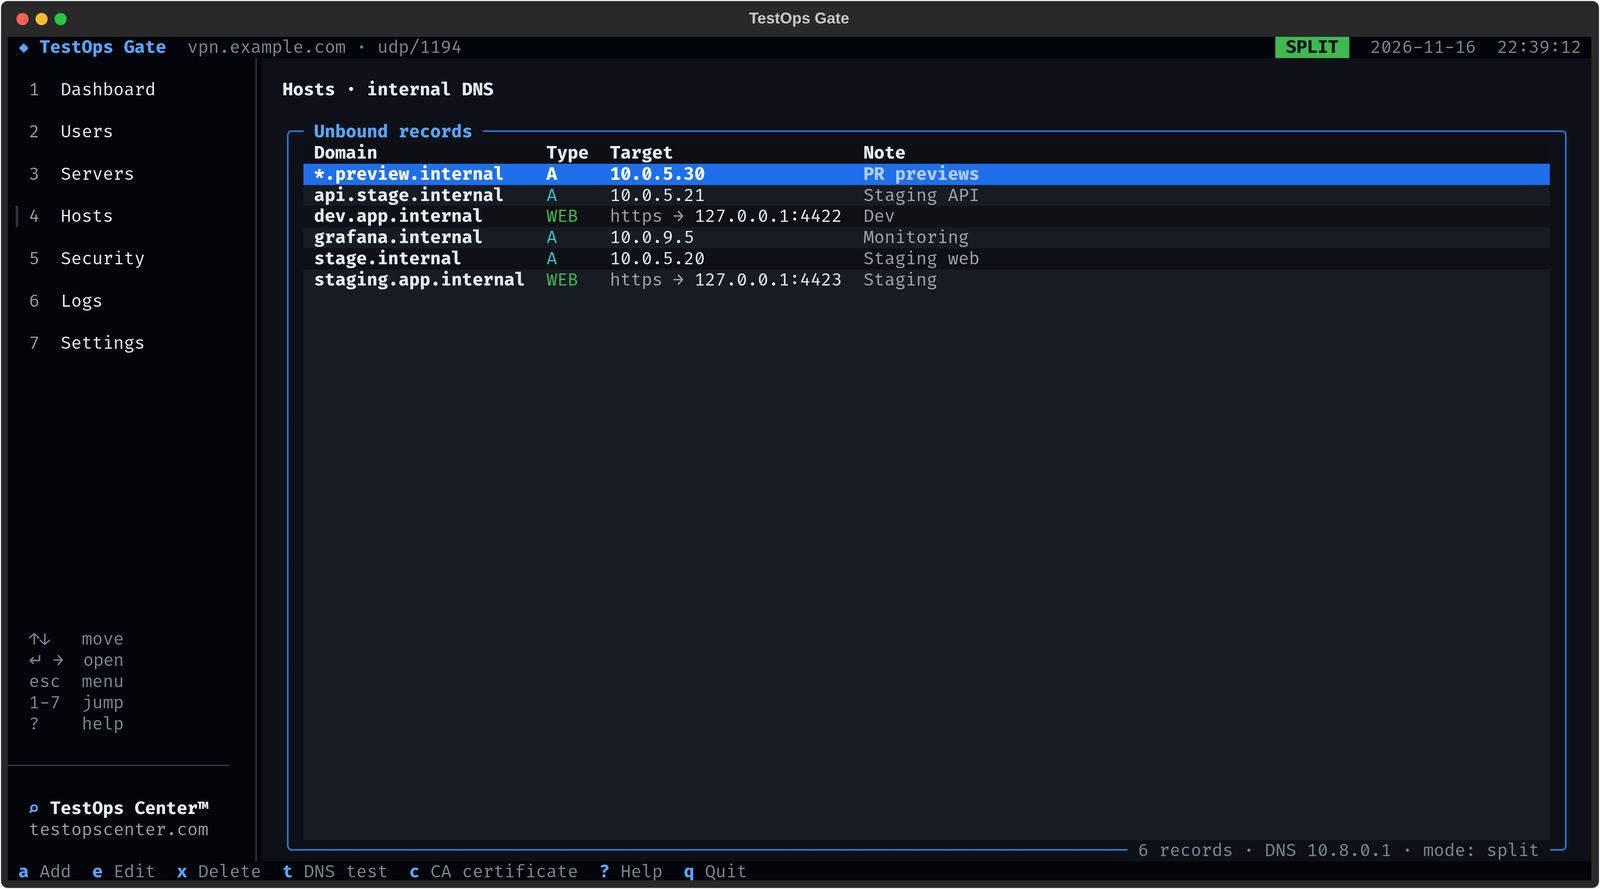 TestOps Gate
◆ TestOps Gate vpn.example.com · udp/1194 SPLIT 2026-11-16 22:39:12
1 Dashboard
2 Users
3 Servers
4 Hosts
5 Security
6 Logs
7 Settings
↑↓ move
↵ → open
esc menu
1-7 jump
? help
⌕ TestOps Center™
testopscenter.com
Hosts · internal DNS
Unbound records
Domain Type Target Note
*.preview.internal A 10.0.5.30 PR previews
api.stage.internal A 10.0.5.21 Staging API
dev.app.internal WEB https → 127.0.0.1:4422 Dev
grafana.internal A 10.0.9.5 Monitoring
stage.internal A 10.0.5.20 Staging web
staging.app.internal WEB https → 127.0.0.1:4423 Staging
6 records · DNS 10.8.0.1 · mode: split
a Add e Edit x Delete t DNS test c CA certificate ? Help q Quit